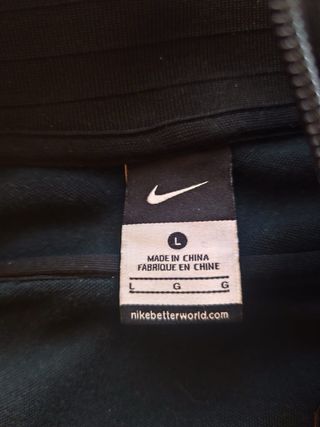 L
MADE IN CHINA
FABRIQUE EN CHINE
L G G
nikebetterworld.com